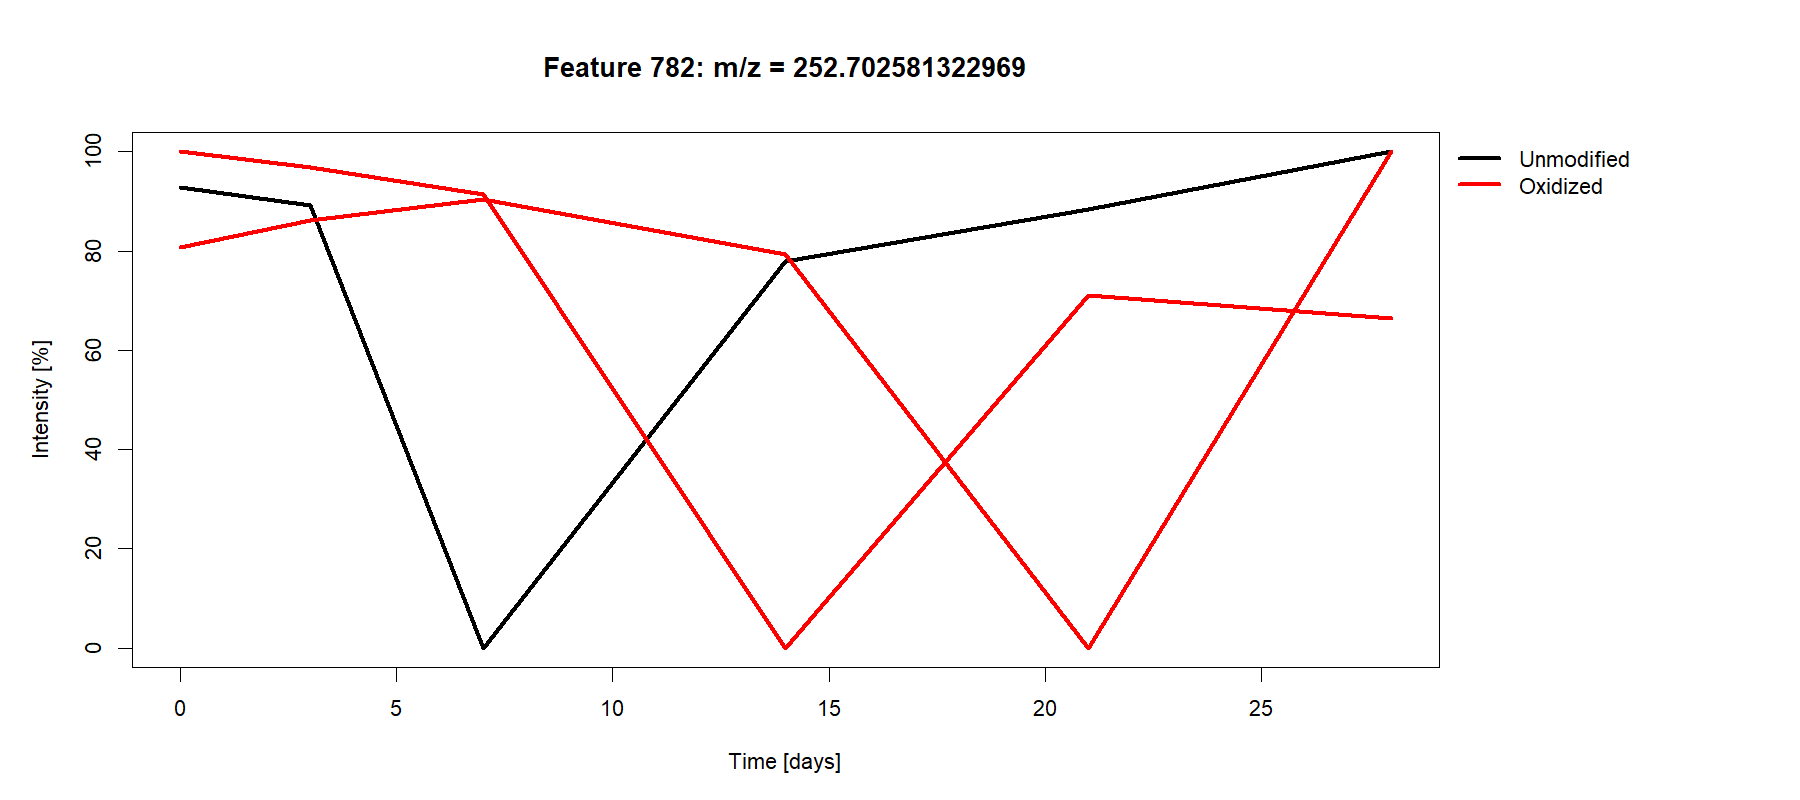 Feature 782: m/z = 252.702581322969
Unmodified
Oxidized
Intensity [%]
100
80
60
40
20
0
0 5 10 15 20 25
Time [days]